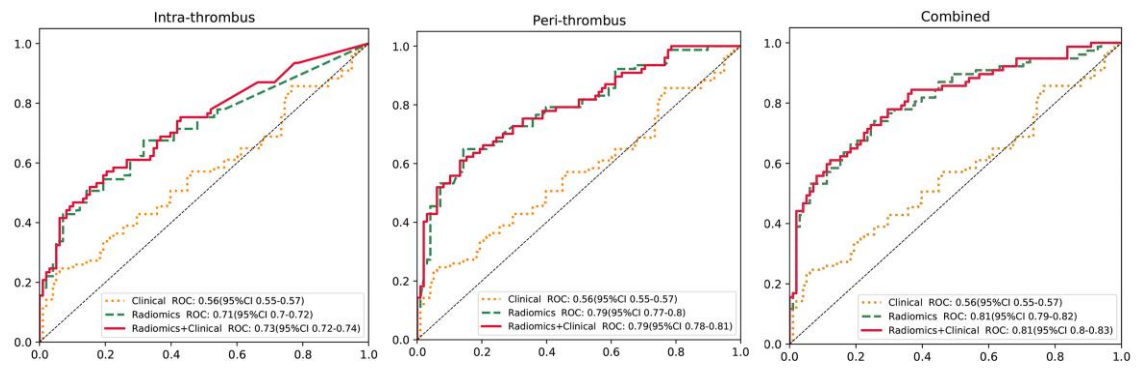 Intra-thrombus
1.0
0.8
0.6
0.4
0.2
0.0
Clinical ROC: 0.56(95%CI 0.55-0.57)
Radiomics ROC: 0.71(95%CI 0.7-0.72)
Radiomics+Clinical ROC: 0.73(95%CI 0.72-0.74)
0.0 0.2 0.4 0.6 0.8 1.0
Peri-thrombus
1.0
0.8
0.6
0.4
0.2
0.0
Clinical ROC: 0.56(95%CI 0.55-0.57)
Radiomics ROC: 0.79(95%CI 0.77-0.8)
Radiomics+Clinical ROC: 0.79(95%CI 0.78-0.81)
0.0 0.2 0.4 0.6 0.8 1.0
Combined
1.0
0.8
0.6
0.4
0.2
0.0
Clinical ROC: 0.56(95%CI 0.55-0.57)
Radiomics ROC: 0.81(95%CI 0.79-0.82)
Radiomics+Clinical ROC: 0.81(95%CI 0.8-0.83)
0.0 0.2 0.4 0.6 0.8 1.0